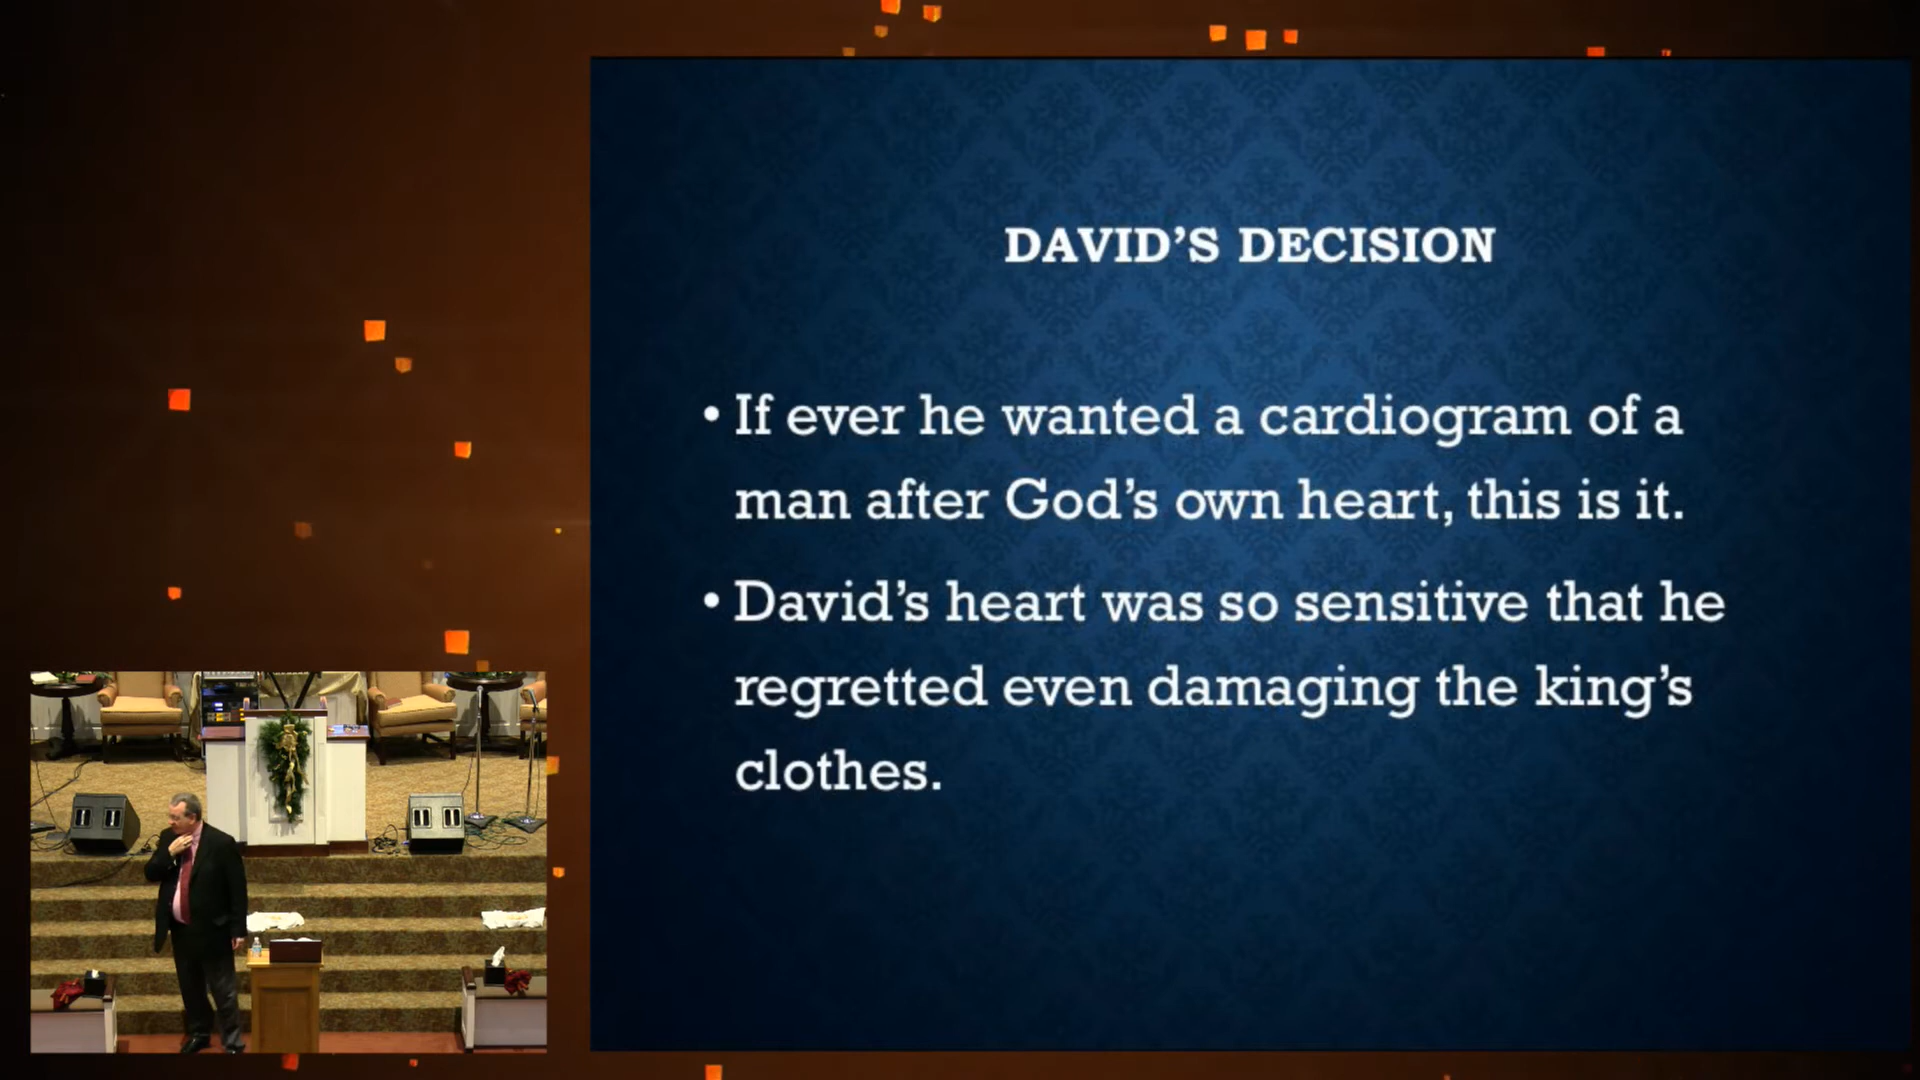 DAVID’S DECISION
• If ever he wanted a cardiogram of a
man after God’s own heart, this is it.
• David’s heart was so sensitive that he
regretted even damaging the king’s
clothes.